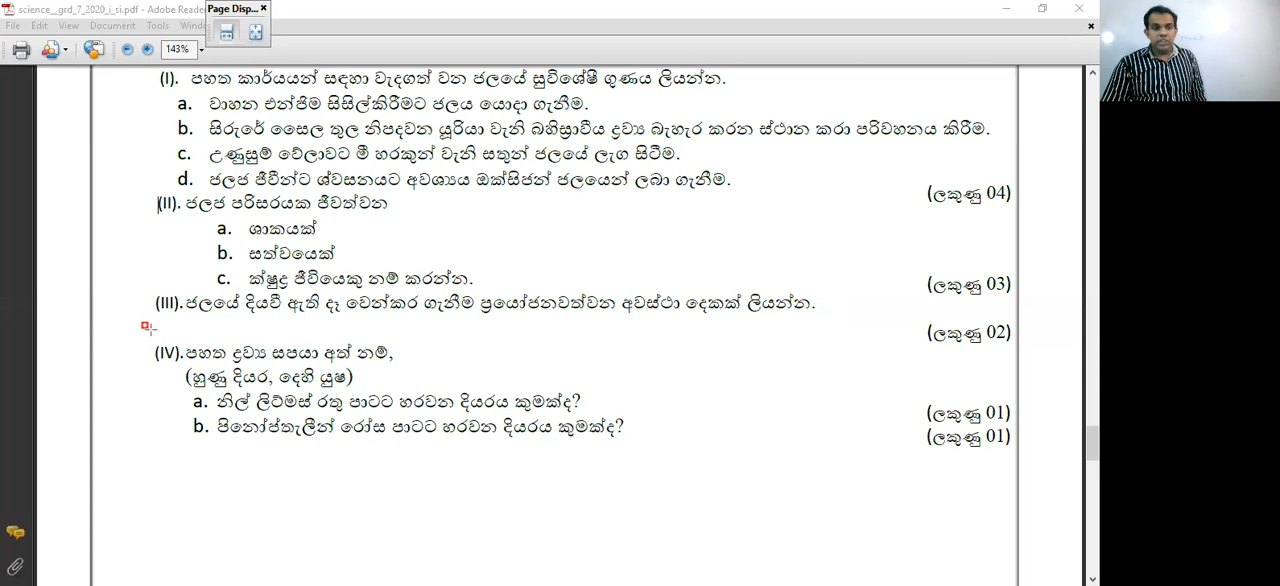 science__grd_7_2020_i_si.pdf - Adobe Reader
Page Disp...
File Edit View Document Tools
143%
(I). පහත කාර්යයන් සඳහා වැදගත් වන ජලයේ සුවිශේෂී ගුණය ලියන්න.
a. වාහන එන්ජිම සිසිල්කිරීමට ජලය යොදා ගැනීම.
b. සිරුරේ සෛල තුල නිපදවන යූරියා වැනි බහිස්‍රාවීය ද්‍රව්‍ය බැහැර කරන ස්ථාන කරා පරිවහනය කිරීම.
c. උණුසුම් වේලාවට මී හරකුන් වැනි සතුන් ජලයේ ලැග සිටීම.
d. ජලජ ජීවීන්ට ශ්වසනයට අවශ්‍යය ඔක්සිජන් ජලයෙන් ලබා ගැනීම.
(ලකුණු 04)
(II). ජලජ පරිසරයක ජීවත්වන
a. ශාකයක්
b. සත්වයෙක්
c. ක්ෂුද්‍ර ජීවියෙකු නම් කරන්න.
(ලකුණු 03)
(III). ජලයේ දියවී ඇති දෑ වෙන්කර ගැනීම ප්‍රයෝජනවත්වන අවස්ථා දෙකක් ලියන්න.
(ලකුණු 02)
(IV). පහත ද්‍රව්‍ය සපයා අත් නම්,
(හුණු දියර, දෙහි යුෂ)
a. නිල් ලිට්මස් රතු පාටට හරවන දියරය කුමක්ද?
(ලකුණු 01)
b. පිනෝප්තැලීන් රෝස පාටට හරවන දියරය කුමක්ද?
(ලකුණු 01)